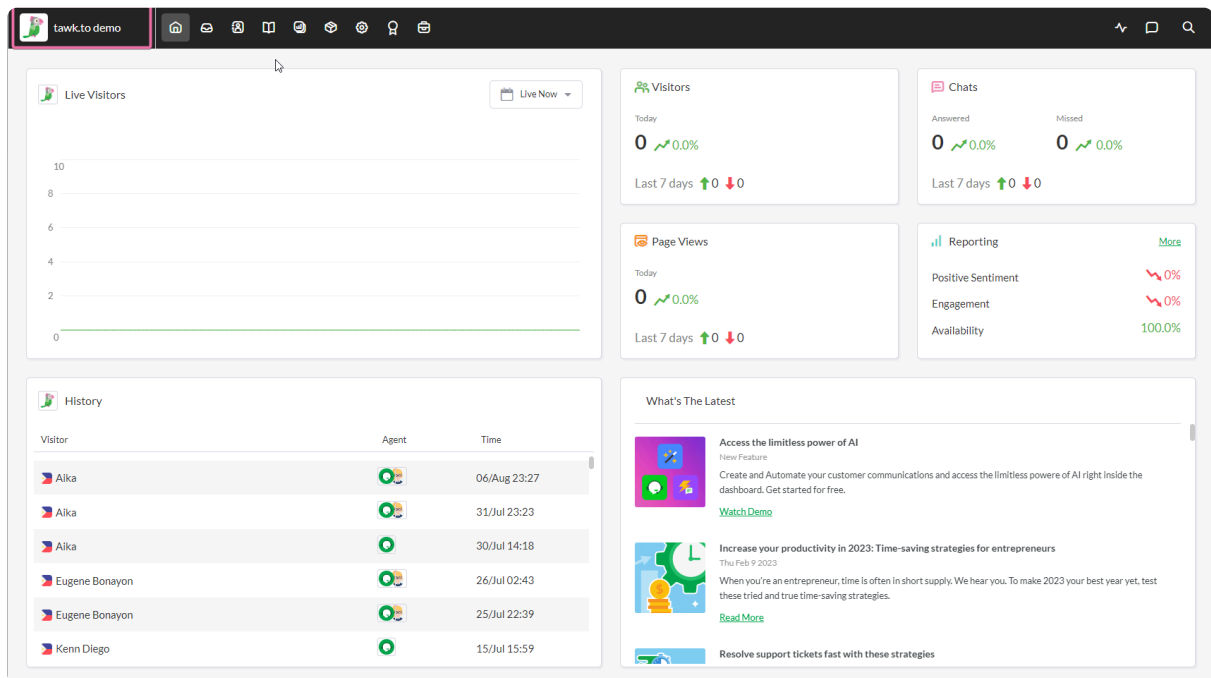 tawk.to demo
Live Visitors
Live Now
10
8
6
4
2
0
Visitors
Today
0 0.0%
Last 7 days 0 0
Chats
Answered Missed
0 0.0% 0 0.0%
Last 7 days 0 0
Page Views
Today
0 0.0%
Last 7 days 0 0
Reporting More
Positive Sentiment 0%
Engagement 0%
Availability 100.0%
History
Visitor Agent Time
Aika 06/Aug 23:27
Aika 31/Jul 23:23
Aika 30/Jul 14:18
Eugene Bonayon 26/Jul 02:43
Eugene Bonayon 25/Jul 22:39
Kenn Diego 15/Jul 15:59
What's The Latest
Access the limitless power of AI
New Feature
Create and Automate your customer communications and access the limitless powere of AI right inside the
dashboard. Get started for free.
Watch Demo
Increase your productivity in 2023: Time-saving strategies for entrepreneurs
Thu Feb 9 2023
When you're an entrepreneur, time is often in short supply. We hear you. To make 2023 your best year yet, test
these tried and true time-saving strategies.
Read More
Resolve support tickets fast with these strategies